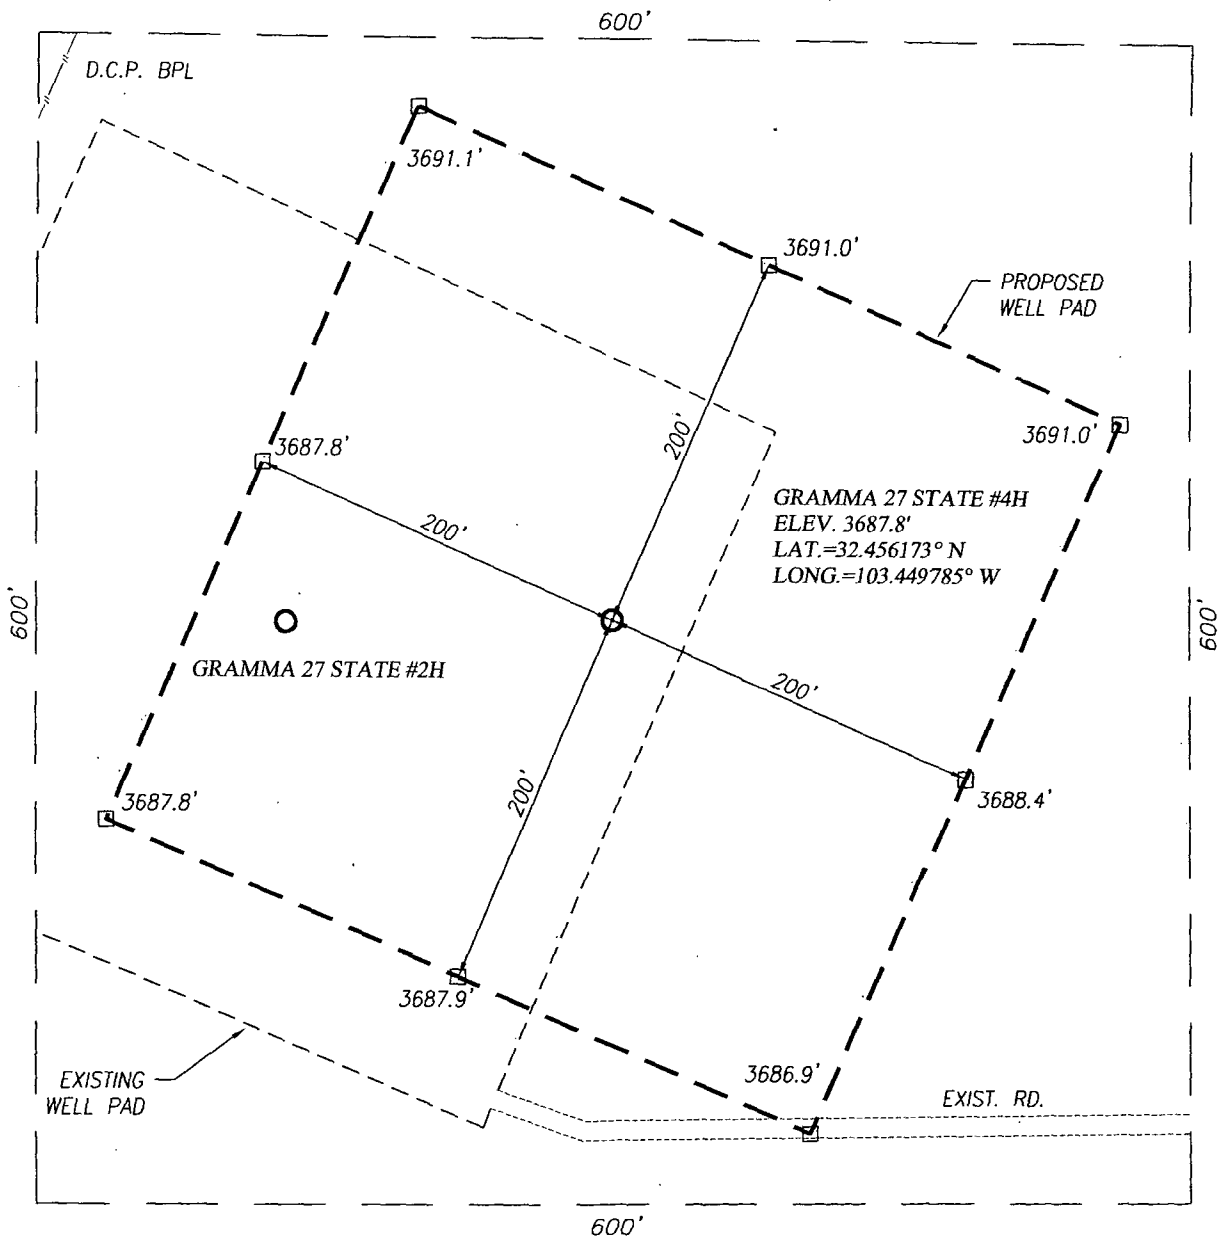 600'
D.C.P. BPL
3691.1'
3691.0'
PROPOSED
WELL PAD
3691.0'
200'
3687.8'
GRAMMA 27 STATE #4H
ELEV. 3687.8'
LAT.=32.456173° N
LONG.=103.449785° W
200'
600'
600'
GRAMMA 27 STATE #2H
200'
200'
3687.8'
3688.4'
3687.9'
3686.9'
EXISTING
WELL PAD
EXIST. RD.
600'